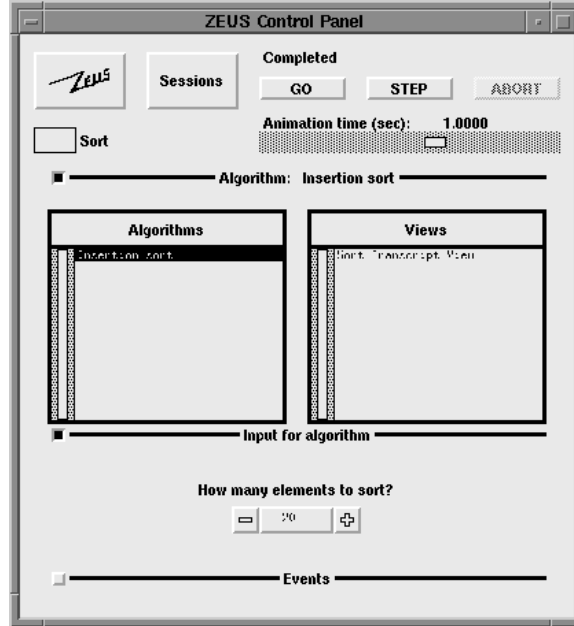 ZEUS Control Panel
ZEUS
Sessions
Completed
GO
STEP
ABORT
Sort
Animation time (sec): 1.0000
Algorithm: Insertion sort
Algorithms
Views
Insertion sort
Sort Transcript View
Input for algorithm
How many elements to sort?
20
Events